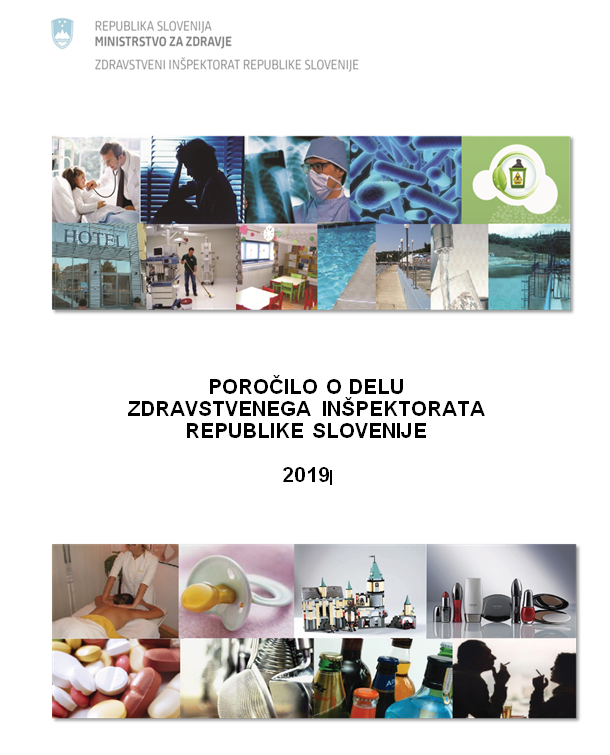 REPUBLIKA SLOVENIJA
MINISTRSTVO ZA ZDRAVJE
ZDRAVSTVENI INŠPEKTORAT REPUBLIKE SLOVENIJE
HOTEL
POROČILO O DELU
ZDRAVSTVENEGA INŠPEKTORATA
REPUBLIKE SLOVENIJE
2019